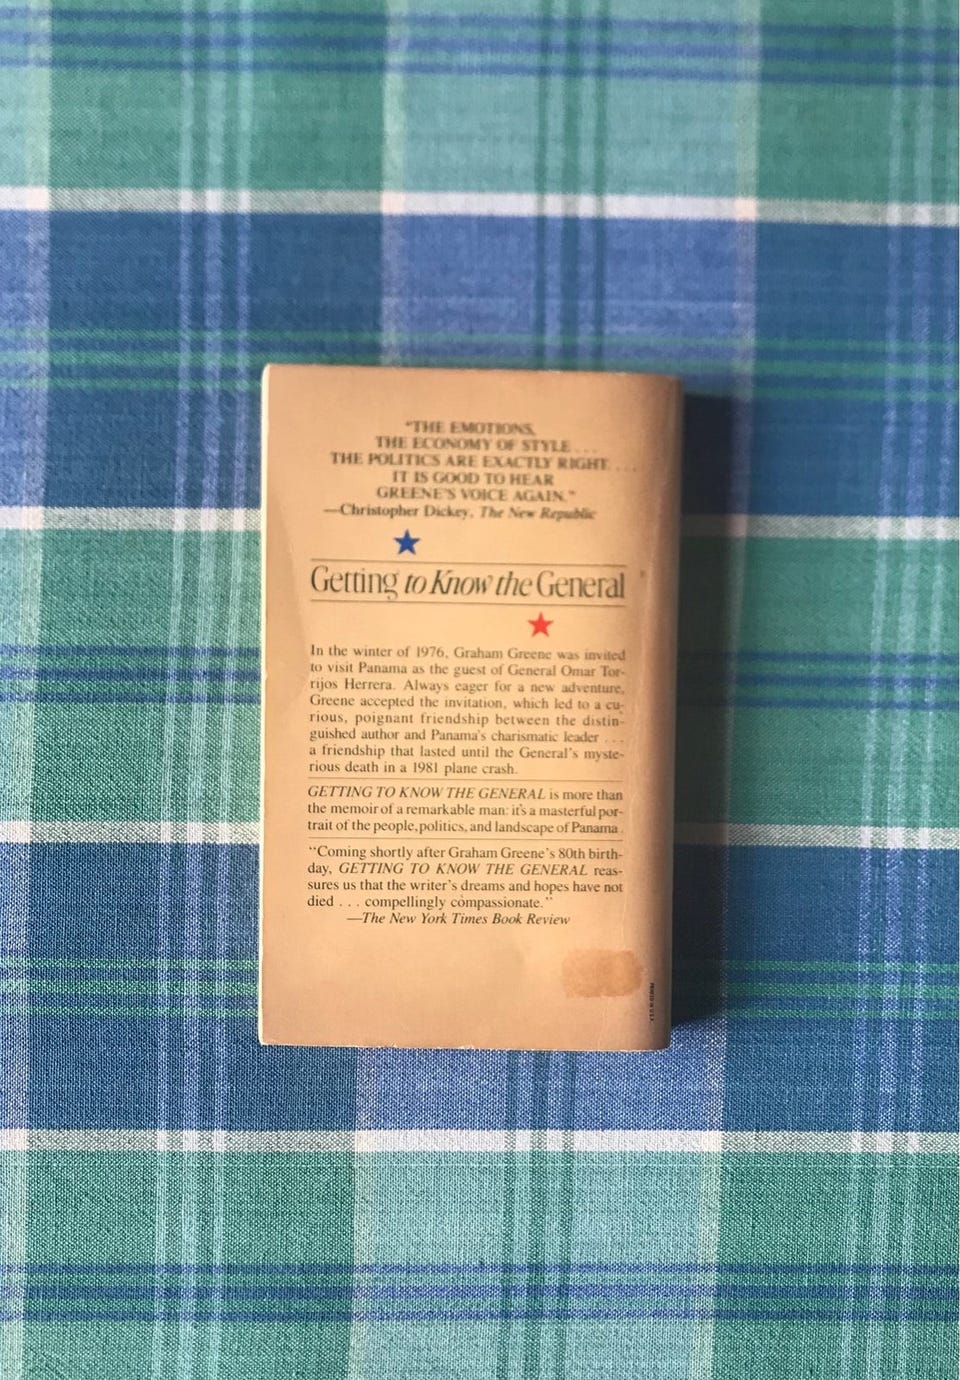 "THE EMOTIONS,
THE ECONOMY OF STYLE . . .
THE POLITICS ARE EXACTLY RIGHT . . .
IT IS GOOD TO HEAR
GREENE'S VOICE AGAIN."
—Christopher Dickey, The New Republic
Getting to Know the General
In the winter of 1976, Graham Greene was invited
to visit Panama as the guest of General Omar Tor-
rijos Herrera. Always eager for a new adventure,
Greene accepted the invitation, which led to a cu-
rious, poignant friendship between the distin-
guished author and Panama's charismatic leader . . .
a friendship that lasted until the General's myste-
rious death in a 1981 plane crash.
GETTING TO KNOW THE GENERAL is more than
the memoir of a remarkable man: it's a masterful por-
trait of the people, politics, and landscape of Panama.
"Coming shortly after Graham Greene's 80th birth-
day, GETTING TO KNOW THE GENERAL reas-
sures us that the writer's dreams and hopes have not
died . . . compellingly compassionate."
—The New York Times Book Review
PRINTED IN U.S.A.